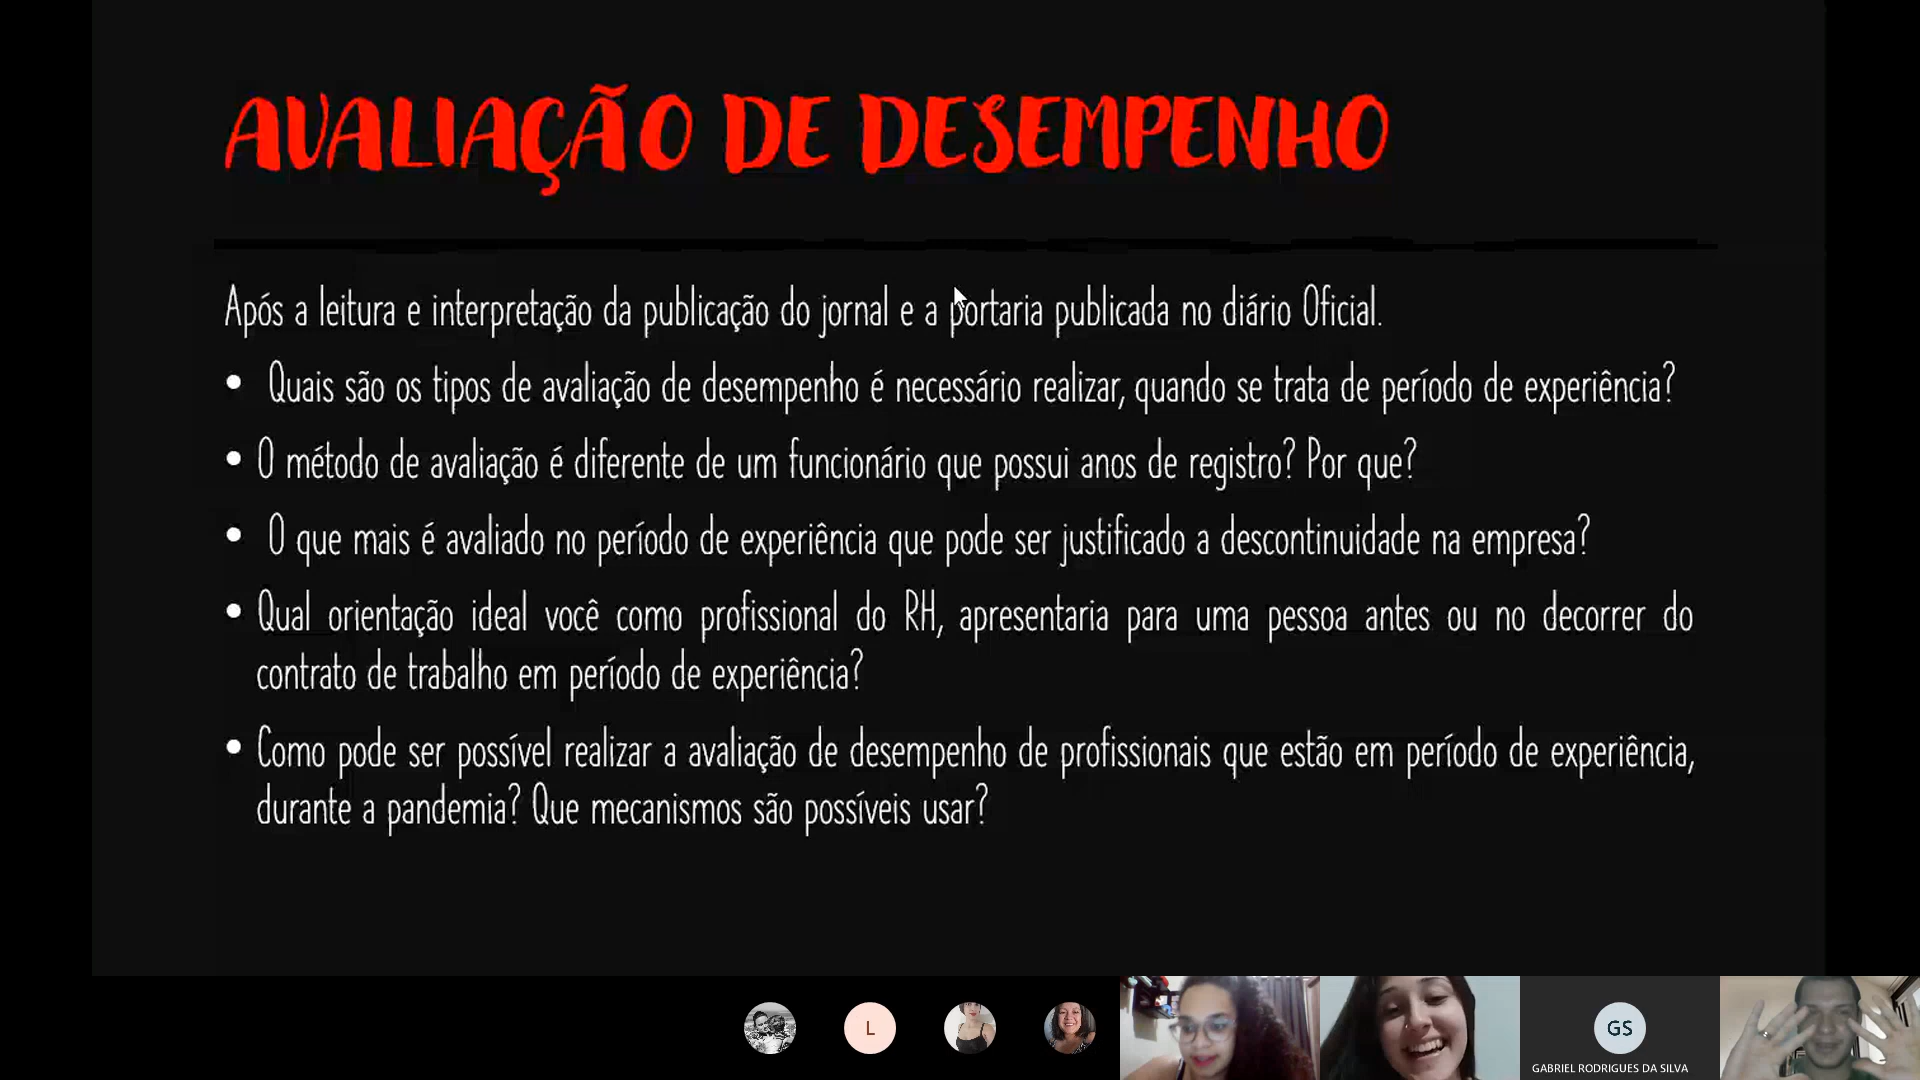 AVALIAÇÃO DE DESEMPENHO
Após a leitura e interpretação da publicação do jornal e a portaria publicada no diário Oficial.
• Quais são os tipos de avaliação de desempenho é necessário realizar, quando se trata de período de experiência?
• O método de avaliação é diferente de um funcionário que possui anos de registro? Por que?
• O que mais é avaliado no período de experiência que pode ser justificado a descontinuidade na empresa?
• Qual orientação ideal você como profissional do RH, apresentaria para uma pessoa antes ou no decorrer do
contrato de trabalho em período de experiência?
• Como pode ser possível realizar a avaliação de desempenho de profissionais que estão em período de experiência,
durante a pandemia? Que mecanismos são possíveis usar?
L
GS
GABRIEL RODRIGUES DA SILVA